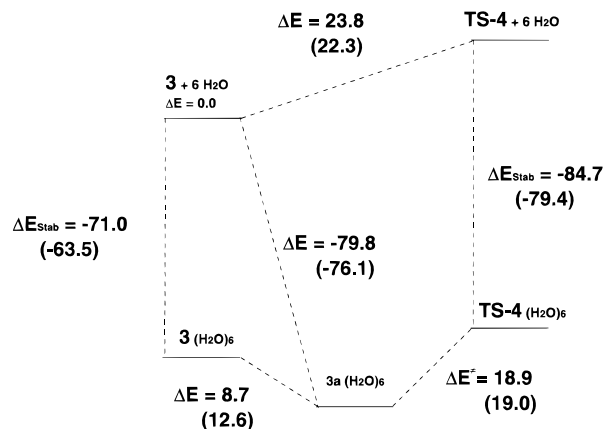 ΔE = 23.8
(22.3)
TS-4 + 6 H2O
3 + 6 H2O
ΔE = 0.0
ΔEStab = -71.0
(-63.5)
ΔE = -79.8
(-76.1)
ΔEStab = -84.7
(-79.4)
3 (H2O)6
TS-4 (H2O)6
3a (H2O)6
ΔE = 8.7
(12.6)
ΔE≠ = 18.9
(19.0)